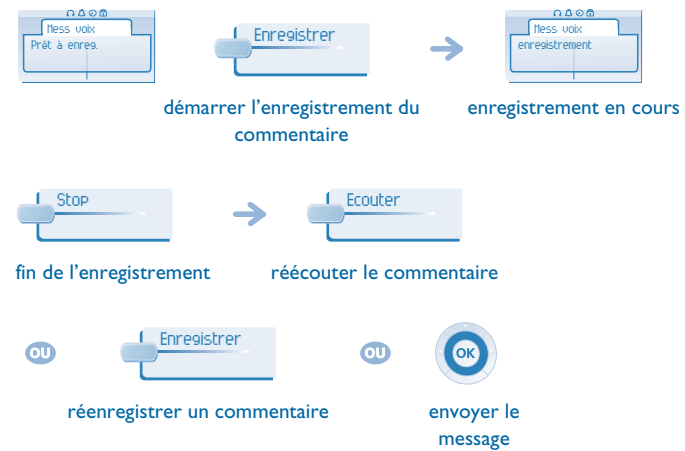 Mess voix
Prêt à enreg.
Enregistrer
Mess voix
enregistrement
démarrer l'enregistrement du
commentaire
enregistrement en cours
Stop
Ecouter
fin de l'enregistrement
réécouter le commentaire
OU
Enregistrer
OU
OK
réenregistrer un commentaire
envoyer le
message